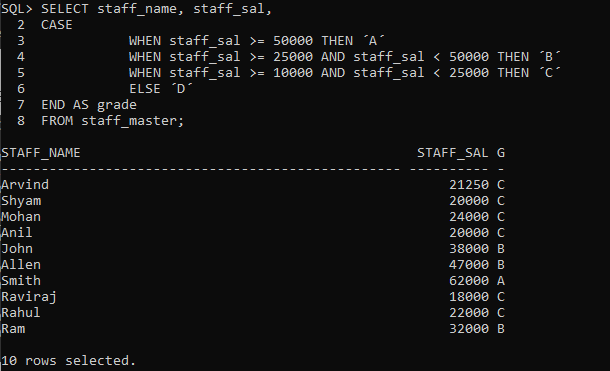 SQL> SELECT staff_name, staff_sal,
2 CASE
3 WHEN staff_sal >= 50000 THEN ´A´
4 WHEN staff_sal >= 25000 AND staff_sal < 50000 THEN ´B´
5 WHEN staff_sal >= 10000 AND staff_sal < 25000 THEN ´C´
6 ELSE ´D´
7 END AS grade
8 FROM staff_master;
STAFF_NAME STAFF_SAL G
-------------------------------------------------- ---------- -
Arvind 21250 C
Shyam 20000 C
Mohan 24000 C
Anil 20000 C
John 38000 B
Allen 47000 B
Smith 62000 A
Raviraj 18000 C
Rahul 22000 C
Ram 32000 B
10 rows selected.